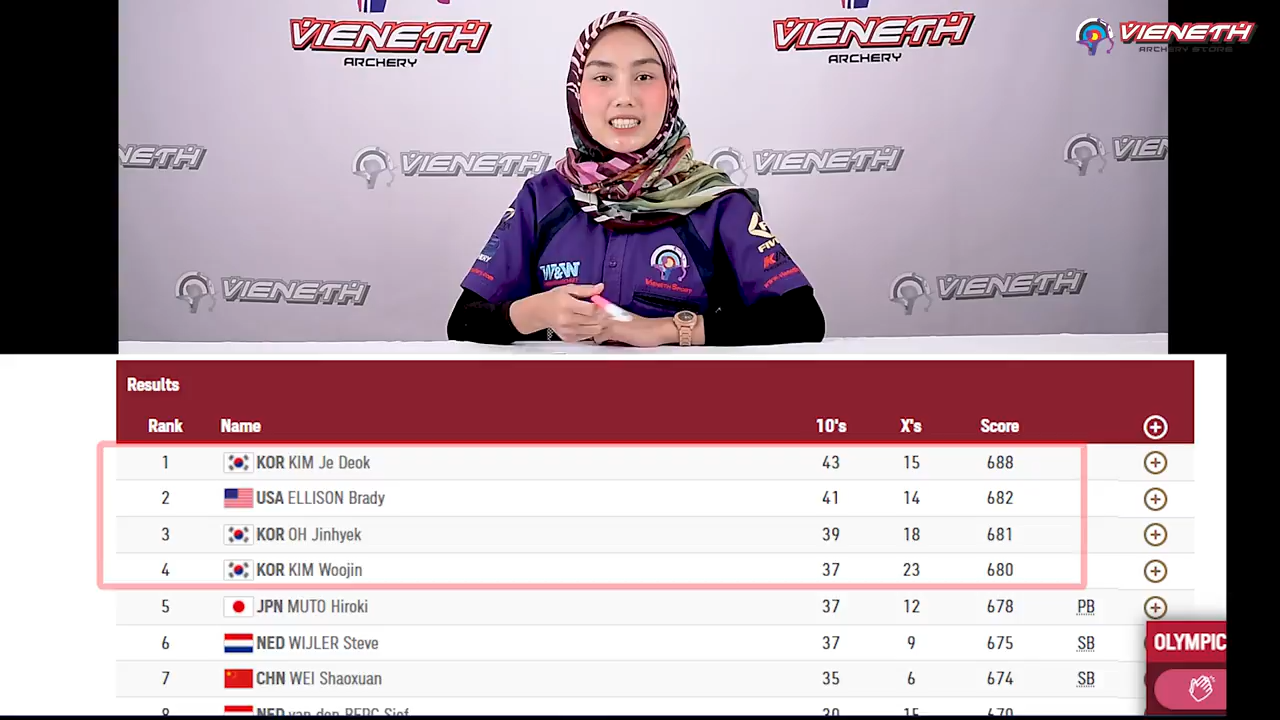 VIENETH
ARCHERY
VIENETH
ARCHERY
VIENETH
ARCHERY STORE
VIENETH
VIENETH
VIENETH
VIENETH
VIENETH
VIENETH
W&W
Vieneth Sport
Results
Rank Name 10's X's Score
1 KOR KIM Je Deok 43 15 688
2 USA ELLISON Brady 41 14 682
3 KOR OH Jinhyek 39 18 681
4 KOR KIM Woojin 37 23 680
5 JPN MUTO Hiroki 37 12 678 PB
6 NED WIJLER Steve 37 9 675 SB
7 CHN WEI Shaoxuan 35 6 674 SB
OLYMPIC